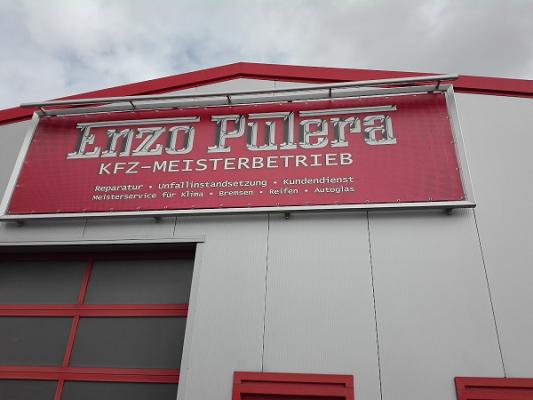 Enzo Pulera
KFZ-MEISTERBETRIEB
Reparatur • Unfallinstandsetzung • Kundendienst
Meisterservice für Klima • Bremsen • Reifen • Autoglas